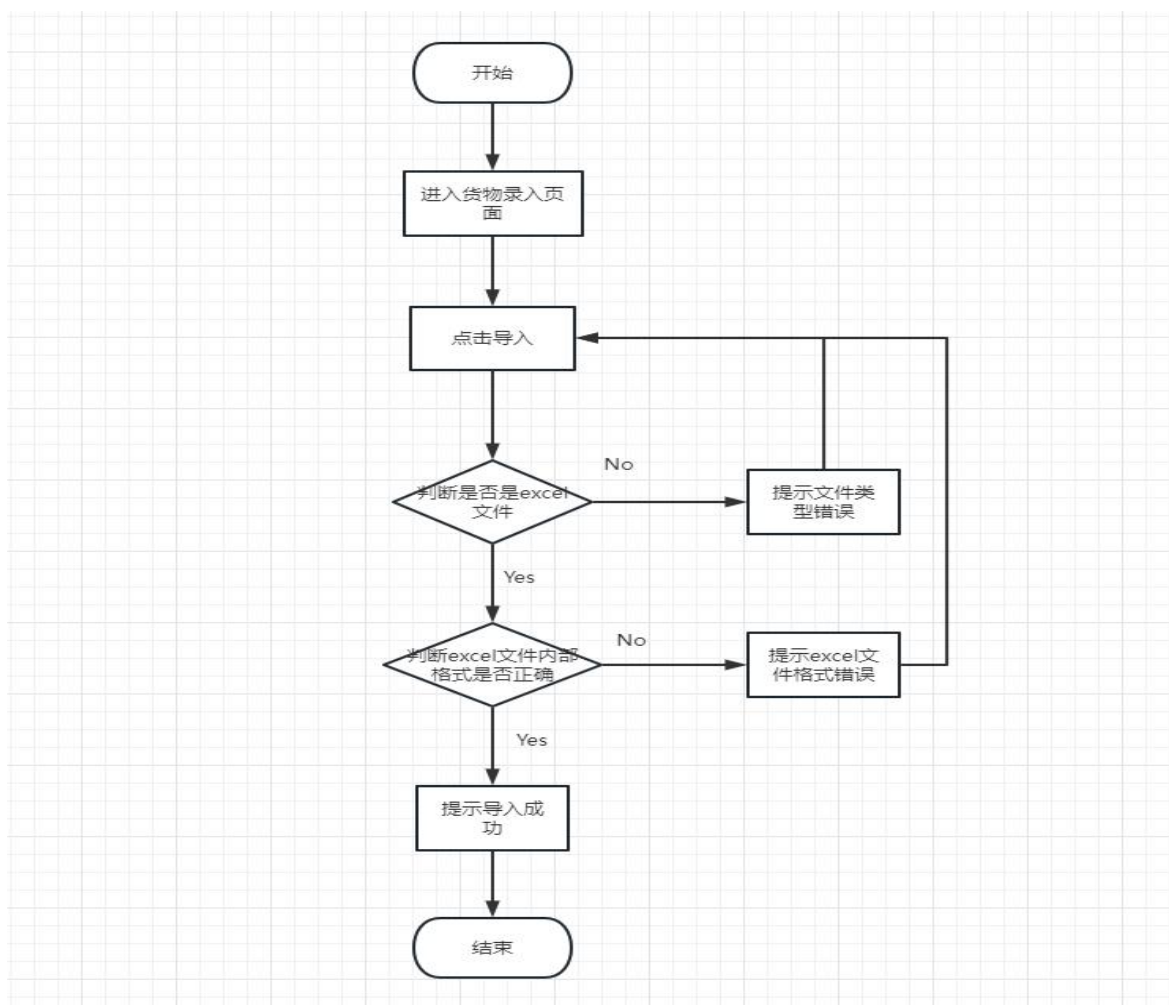 开始
进入货物录入页
面
点击导入
No
判断是否是excel
文件
提示文件类
型错误
Yes
No
判断excel文件内部
格式是否正确
提示excel文
件格式错误
Yes
提示导入成
功
结束